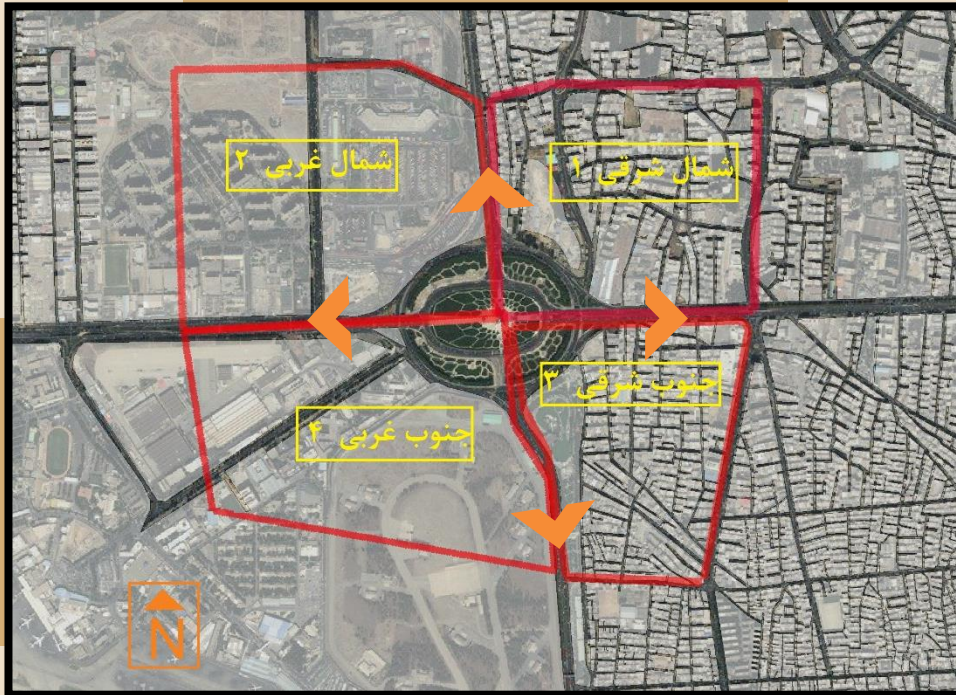 شمال غربی ۲
شمال شرقی ۱
جنوب شرقی ۳
جنوب غربی ۴
N